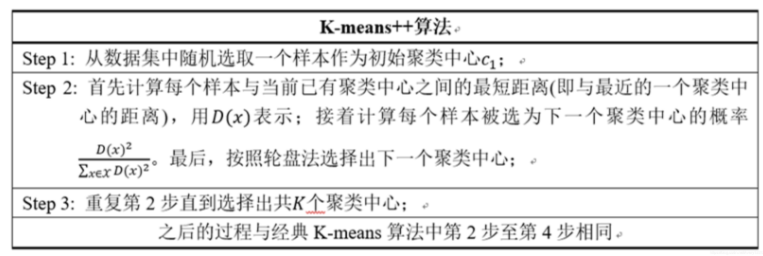 K-means++算法
Step 1: 从数据集中随机选取一个样本作为初始聚类中心c₁；
Step 2: 首先计算每个样本与当前已有聚类中心之间的最短距离(即与最近的一个聚类中
心的距离)，用D(x)表示；接着计算每个样本被选为下一个聚类中心的概率
D(x)²/∑x∈X D(x)²。最后，按照轮盘法选择出下一个聚类中心；
Step 3: 重复第 2 步直到选择出共K个聚类中心；
之后的过程与经典 K-means 算法中第 2 步至第 4 步相同